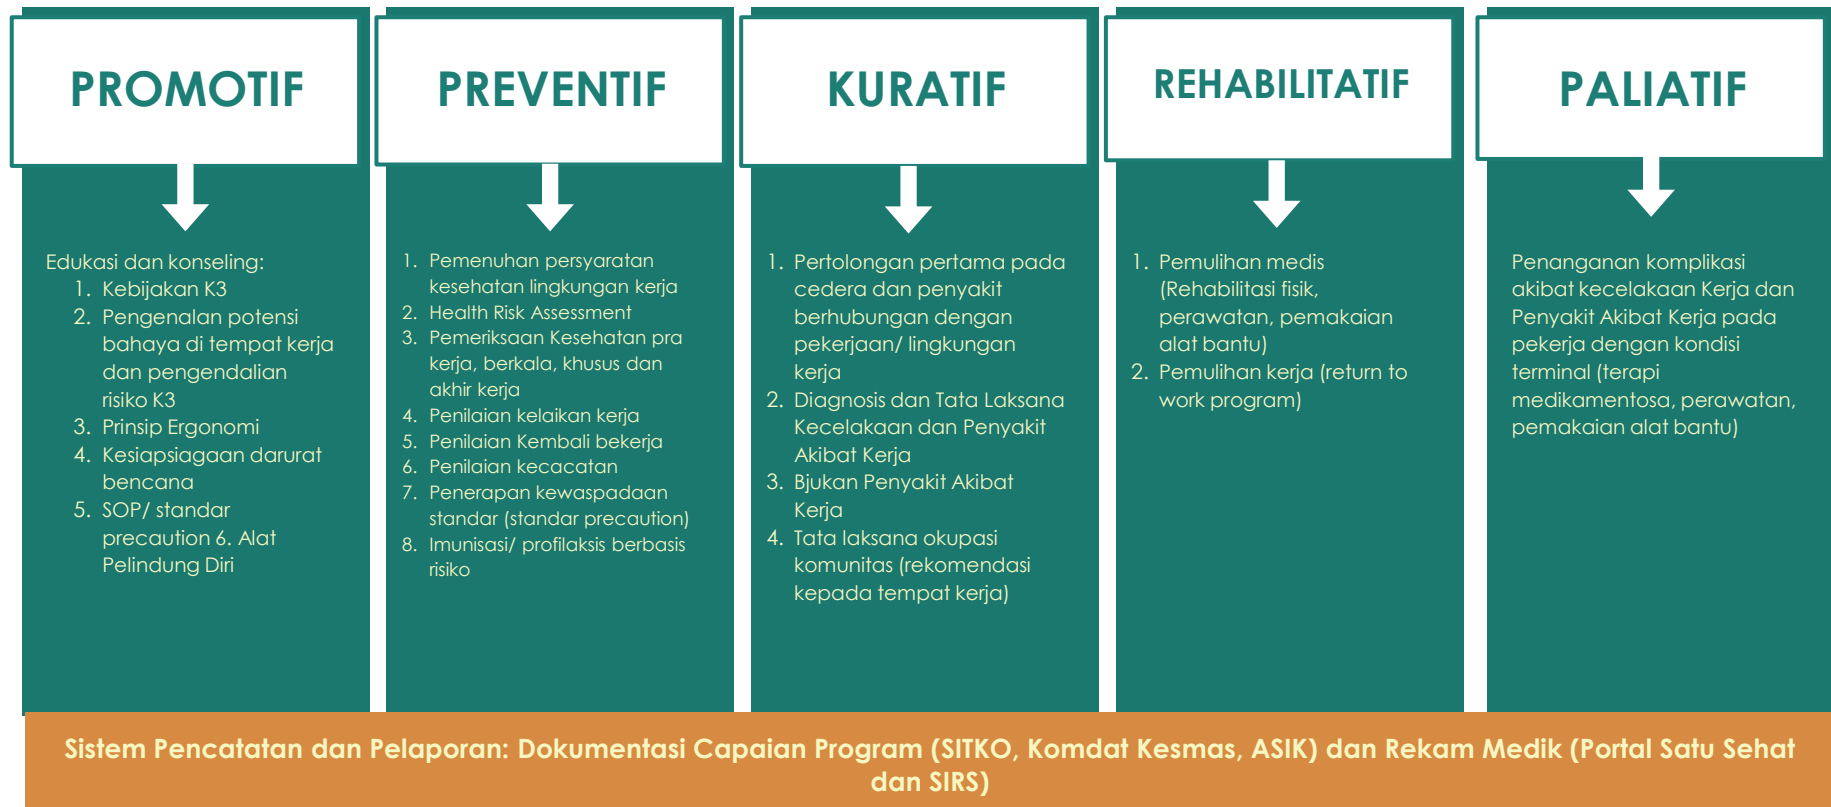 PROMOTIF
Edukasi dan konseling:
1. Kebijakan K3
2. Pengenalan potensi
bahaya di tempat kerja
dan pengendalian
risiko K3
3. Prinsip Ergonomi
4. Kesiapsiagaan darurat
bencana
5. SOP/ standar
precaution 6. Alat
Pelindung Diri
PREVENTIF
1. Pemenuhan persyaratan
kesehatan lingkungan kerja
2. Health Risk Assessment
3. Pemeriksaan Kesehatan pra
kerja, berkala, khusus dan
akhir kerja
4. Penilaian kelaikan kerja
5. Penilaian Kembali bekerja
6. Penilaian kecacatan
7. Penerapan kewaspadaan
standar (standar precaution)
8. Imunisasi/ profilaksis berbasis
risiko
KURATIF
1. Pertolongan pertama pada
cedera dan penyakit
berhubungan dengan
pekerjaan/ lingkungan
kerja
2. Diagnosis dan Tata Laksana
Kecelakaan dan Penyakit
Akibat Kerja
3. Bjukan Penyakit Akibat
Kerja
4. Tata laksana okupasi
komunitas (rekomendasi
kepada tempat kerja)
REHABILITATIF
1. Pemulihan medis
(Rehabilitasi fisik,
perawatan, pemakaian
alat bantu)
2. Pemulihan kerja (return to
work program)
PALIATIF
Penanganan komplikasi
akibat kecelakaan Kerja dan
Penyakit Akibat Kerja pada
pekerja dengan kondisi
terminal (terapi
medikamentosa, perawatan,
pemakaian alat bantu)
Sistem Pencatatan dan Pelaporan: Dokumentasi Capaian Program (SITKO, Komdat Kesmas, ASIK) dan Rekam Medik (Portal Satu Sehat
dan SIRS)